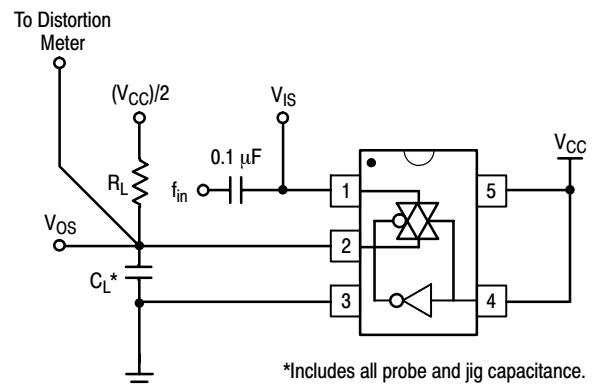 To Distortion
Meter
(VCC)/2
VIS
VCC
0.1 μF
RL
fin
1
5
VOS
2
CL*
3
4
*Includes all probe and jig capacitance.